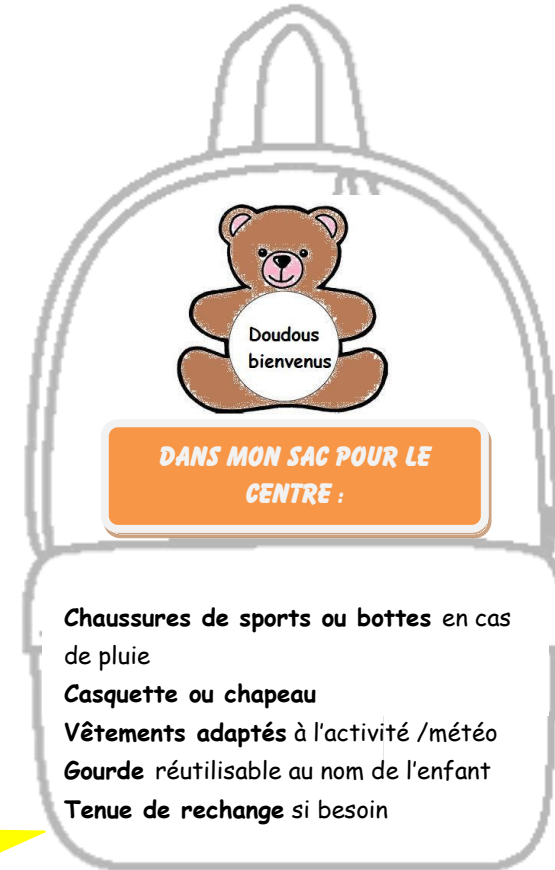 Doudous
bienvenus
DANS MON SAC POUR LE
CENTRE :
Chaussures de sports ou bottes en cas
de pluie
Casquette ou chapeau
Vêtements adaptés à l'activité /météo
Gourde réutilisable au nom de l'enfant
Tenue de rechange si besoin